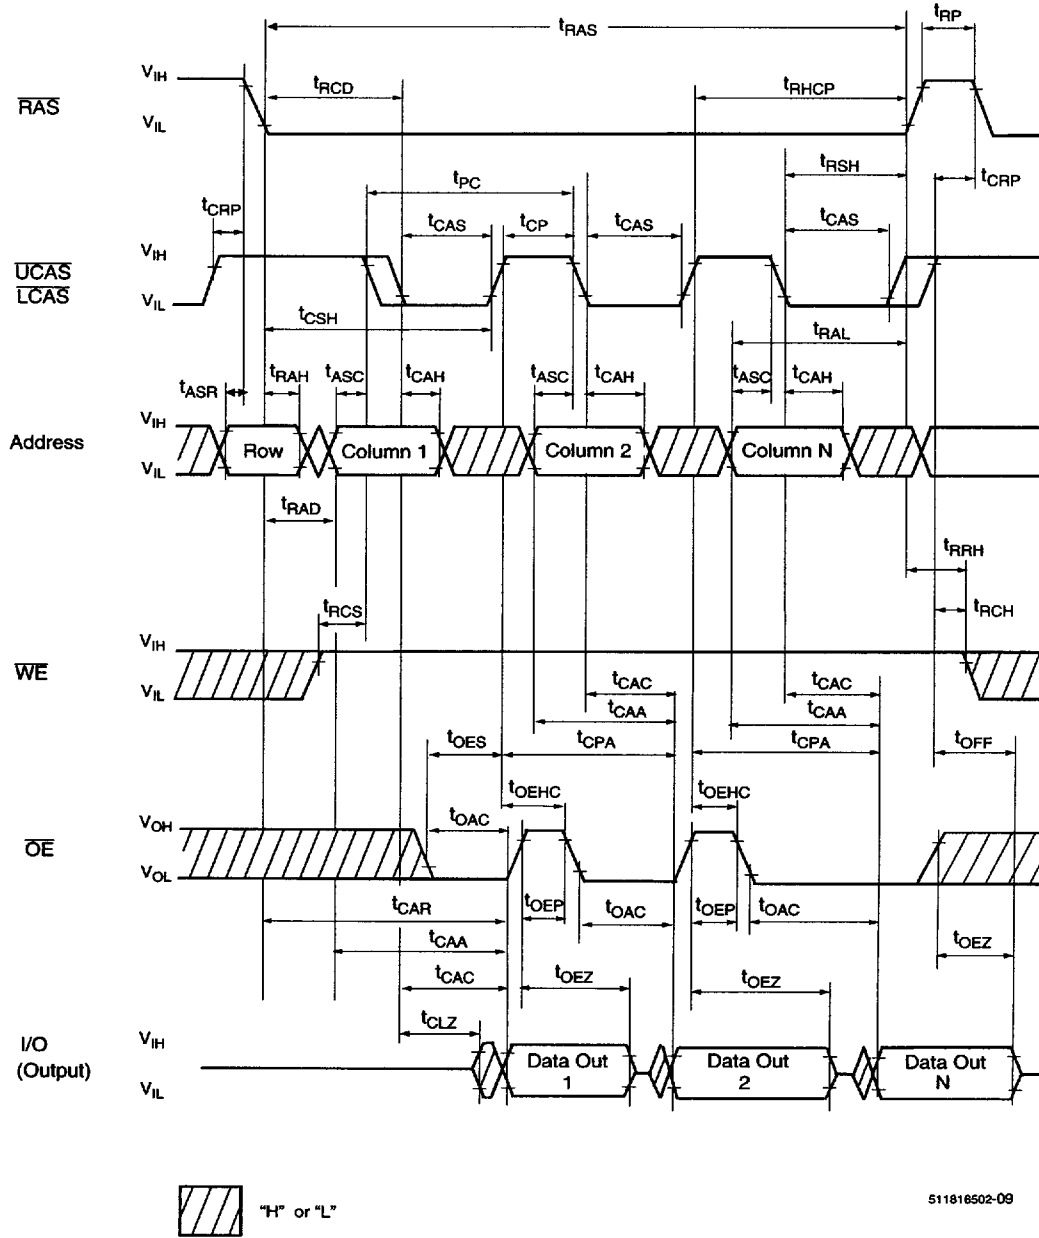 tRAS
tRP
RAS
VIH
VIL
tRCD
tRHCP
tRSH
tCRP
tPC
tCRP
tCAS
tCP
tCAS
tCAS
UCAS
LCAS
VIH
VIL
tCSH
tRAL
tASR
tRAH
tASC
tCAH
tASC
tCAH
tASC
tCAH
Address
VIH
VIL
Row
Column 1
Column 2
Column N
tRAD
tRRH
tRCS
tRCH
WE
VIH
VIL
tCAC
tCAC
tCAA
tCAA
tOES
tCPA
tCPA
tOFF
tOEHC
tOEHC
OE
VOH
VOL
tOAC
tOEP
tOAC
tOEP
tOAC
tCAR
tCAA
tOEZ
tCAC
tOEZ
tOEZ
tCLZ
I/O
(Output)
VIH
VIL
Data Out
1
Data Out
2
Data Out
N
"H" or "L"
511816502-09